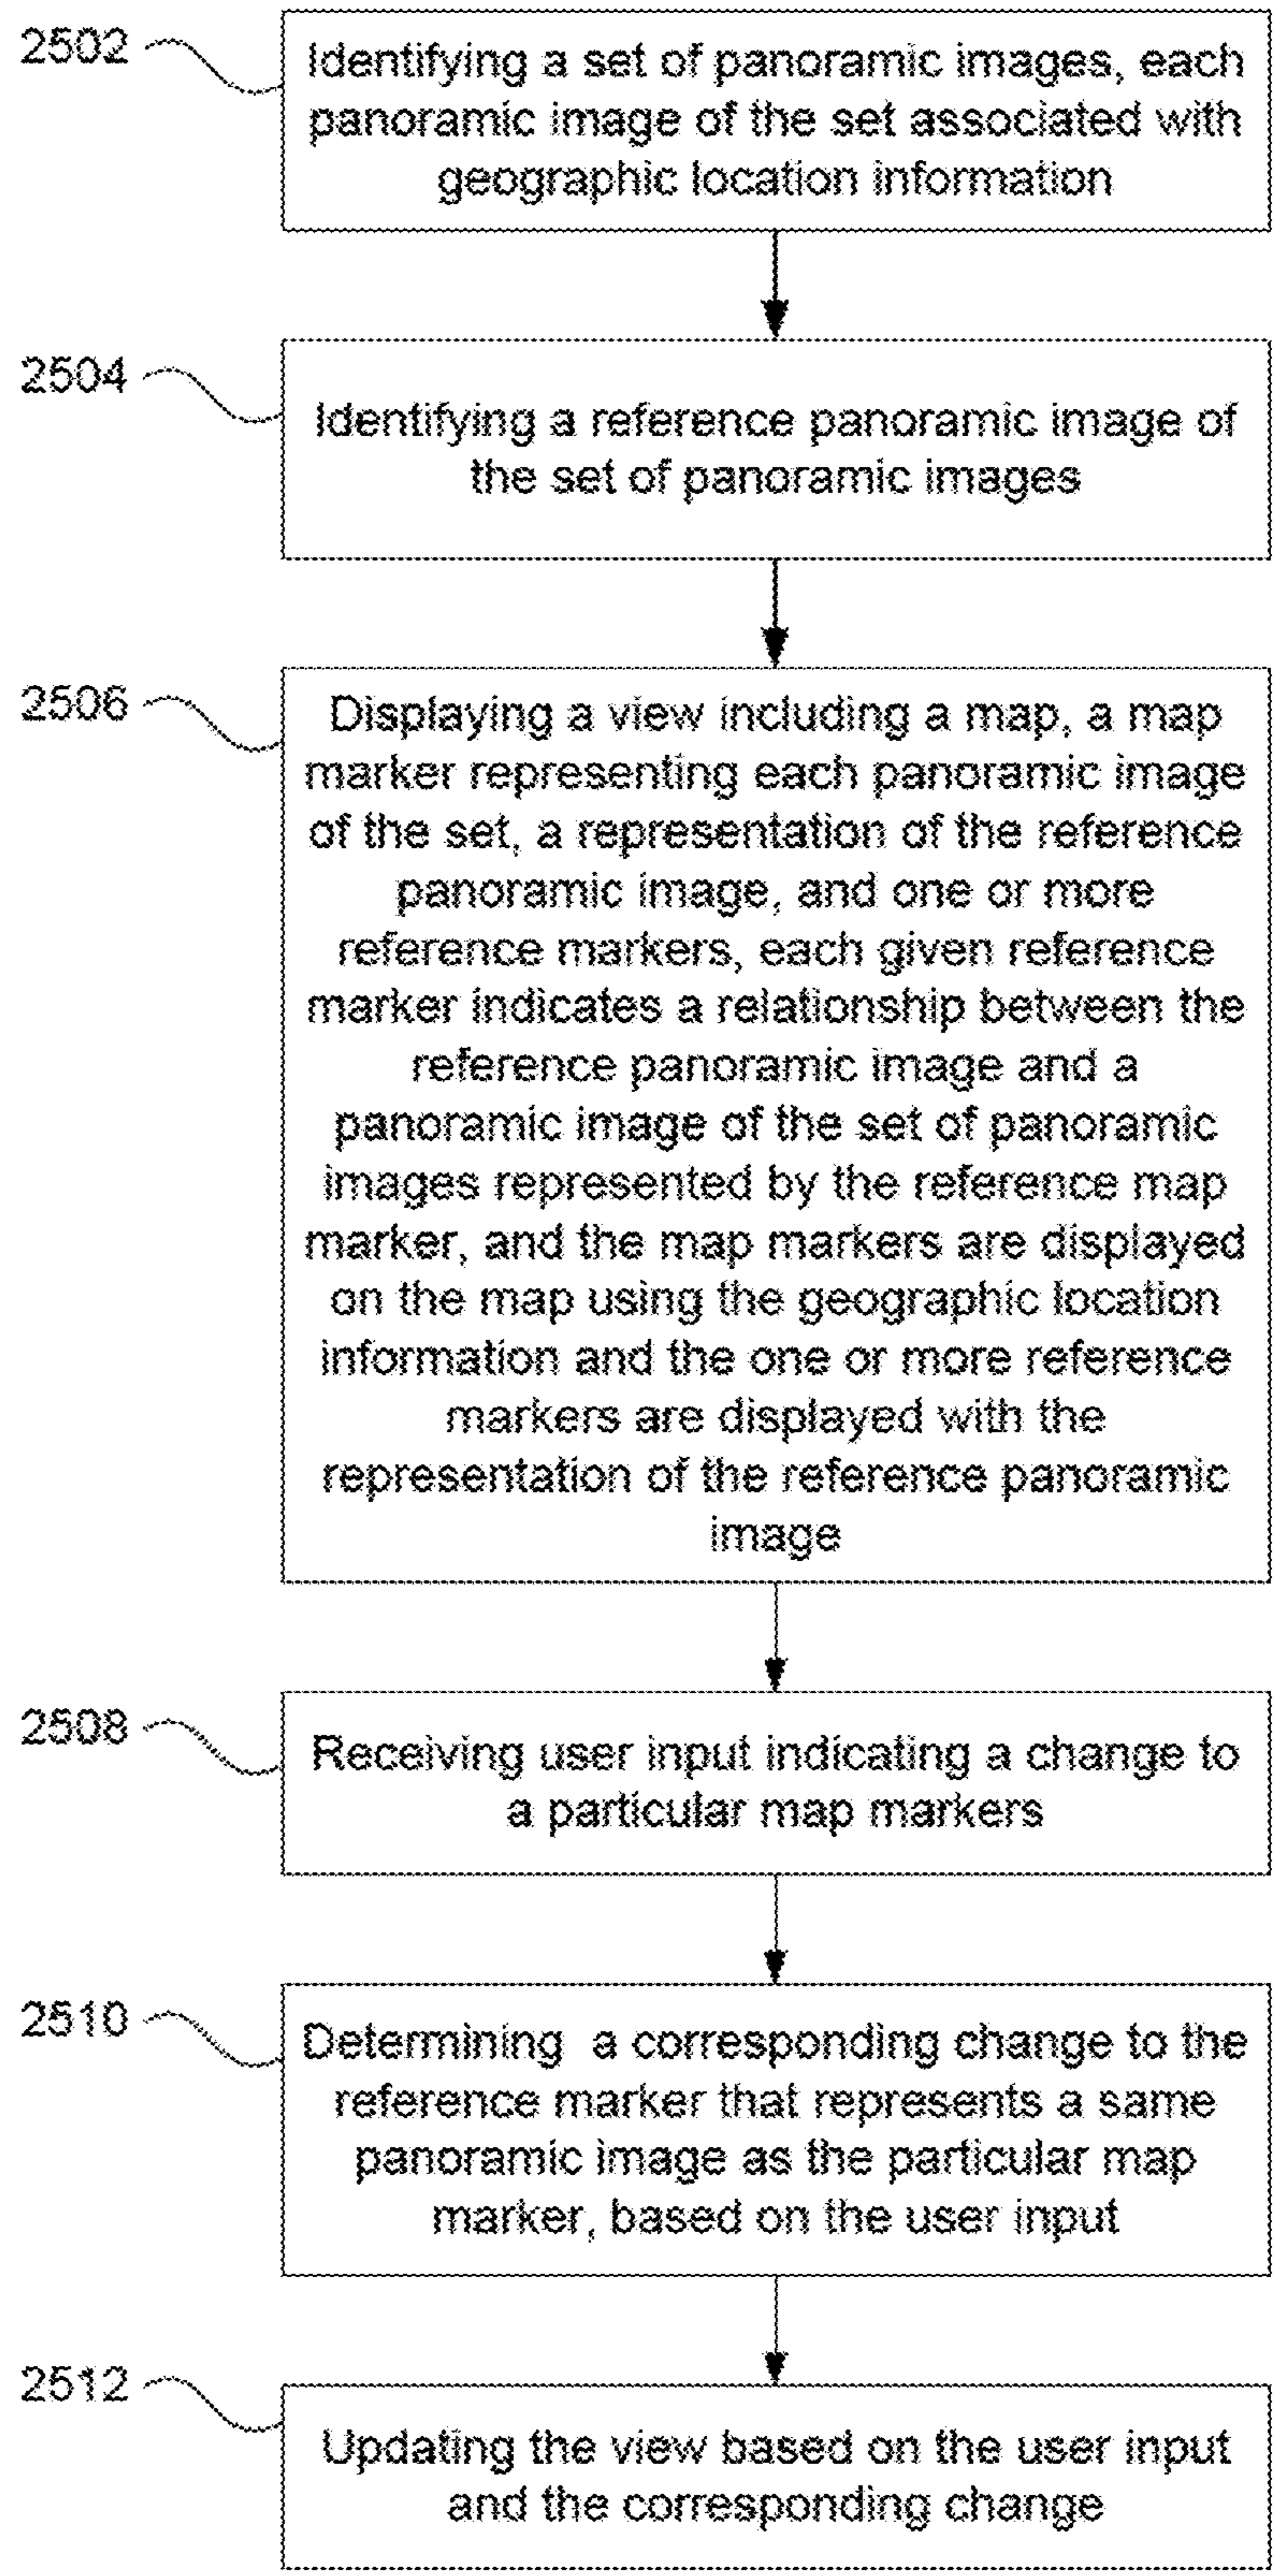 2502
Identifying a set of panoramic images, each
panoramic image of the set associated with
geographic location information
2504
Identifying a reference panoramic image of
the set of panoramic images
2506
Displaying a view including a map, a map
marker representing each panoramic image
of the set, a representation of the reference
panoramic image, and one or more
reference markers, each given reference
marker indicates a relationship between the
reference panoramic image and a
panoramic image of the set of panoramic
images represented by the reference map
marker, and the map markers are displayed
on the map using the geographic location
information and the one or more reference
markers are displayed with the
representation of the reference panoramic
image
2508
Receiving user input indicating a change to
a particular map markers
2510
Determining a corresponding change to the
reference marker that represents a same
panoramic image as the particular map
marker, based on the user input
2512
Updating the view based on the user input
and the corresponding change